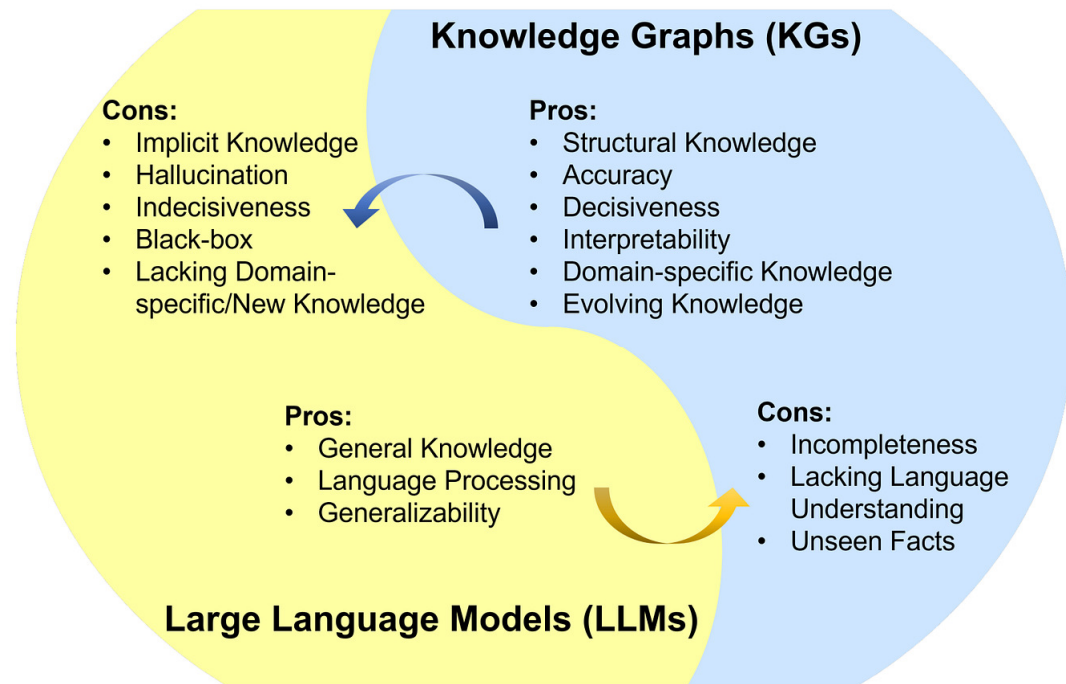 Knowledge Graphs (KGs)
Cons:
• Implicit Knowledge
• Hallucination
• Indecisiveness
• Black-box
• Lacking Domain-
specific/New Knowledge
Pros:
• Structural Knowledge
• Accuracy
• Decisiveness
• Interpretability
• Domain-specific Knowledge
• Evolving Knowledge
Pros:
• General Knowledge
• Language Processing
• Generalizability
Cons:
• Incompleteness
• Lacking Language
Understanding
• Unseen Facts
Large Language Models (LLMs)